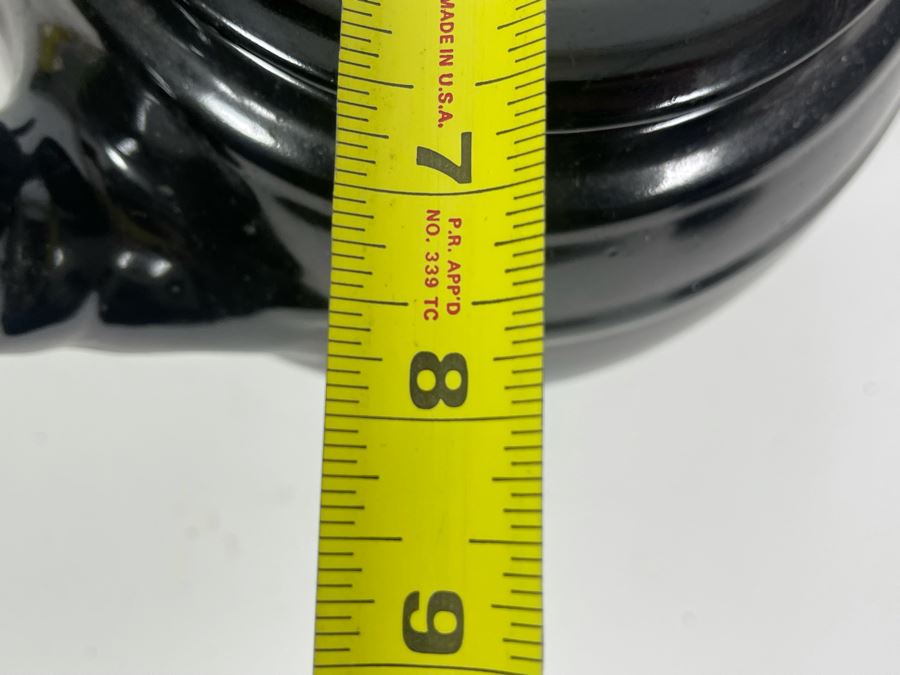 MADE IN U.S.A.
7
P.R. APP'D
NO. 339 TC
8
9